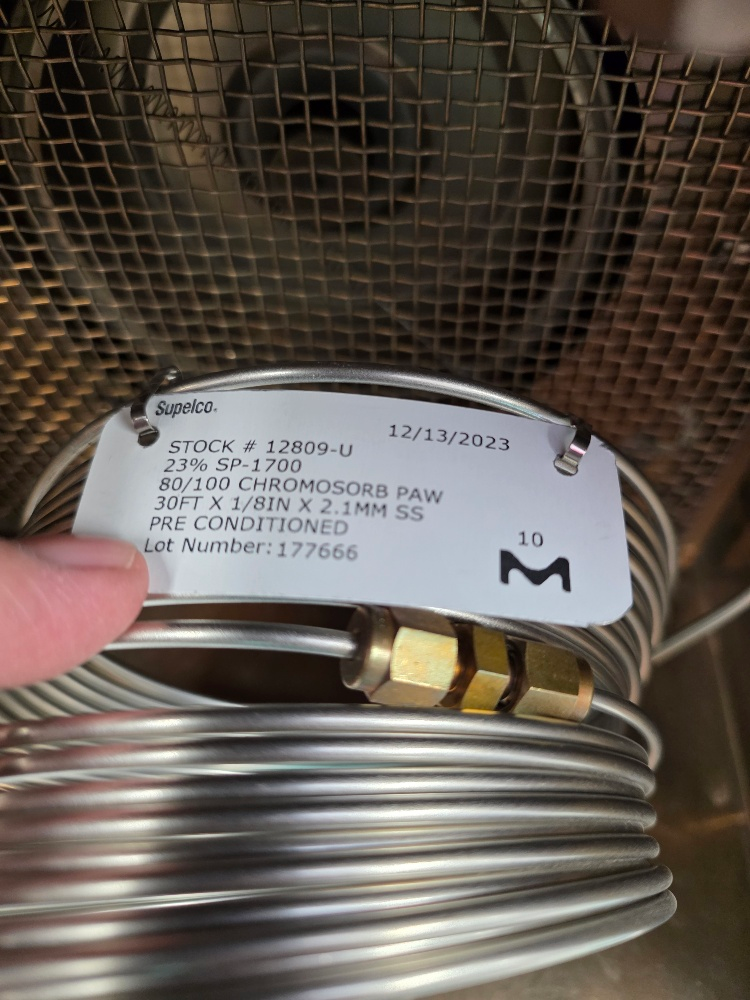 Supelco®
12/13/2023
STOCK # 12809-U
23% SP-1700
80/100 CHROMOSORB PAW
30FT X 1/8IN X 2.1MM SS
PRE CONDITIONED
Lot Number: 177666
10
M